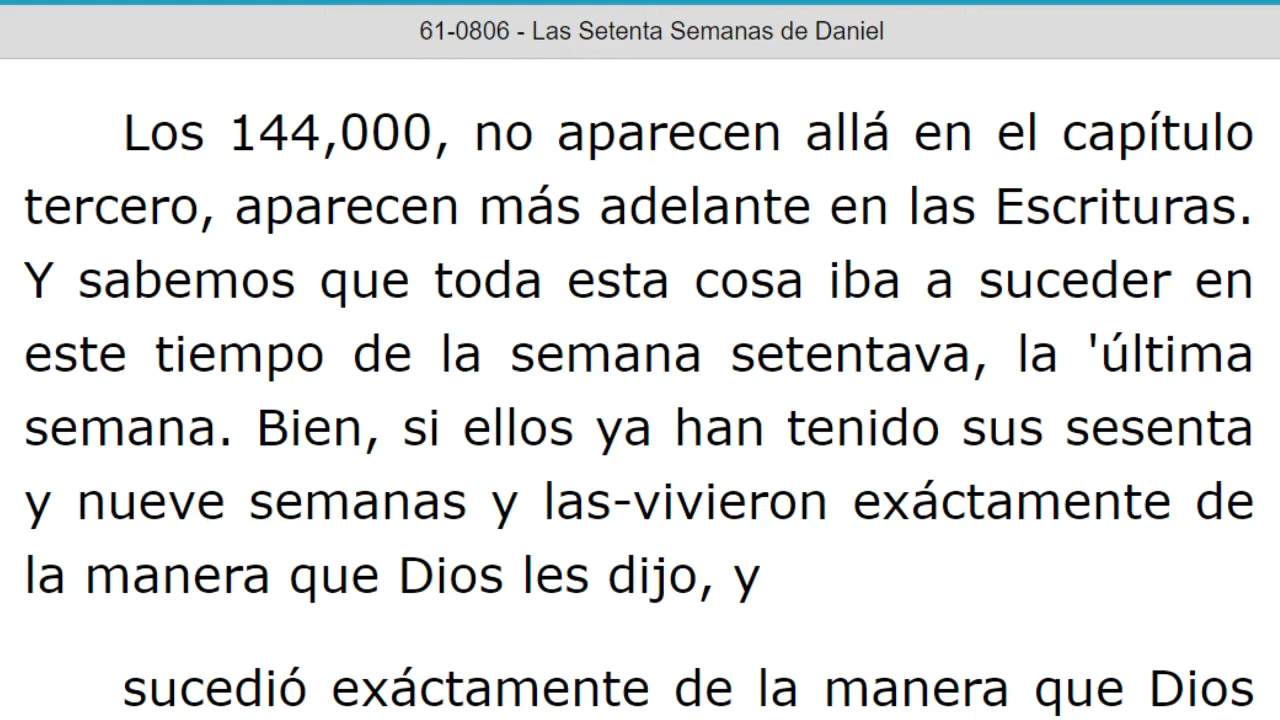 61-0806 - Las Setenta Semanas de Daniel
Los 144,000, no aparecen allá en el capítulo
tercero, aparecen más adelante en las Escrituras.
Y sabemos que toda esta cosa iba a suceder en
este tiempo de la semana setentava, la 'última
semana. Bien, si ellos ya han tenido sus sesenta
y nueve semanas y las-vivieron exáctamente de
la manera que Dios les dijo, y
sucedió exáctamente de la manera que Dios